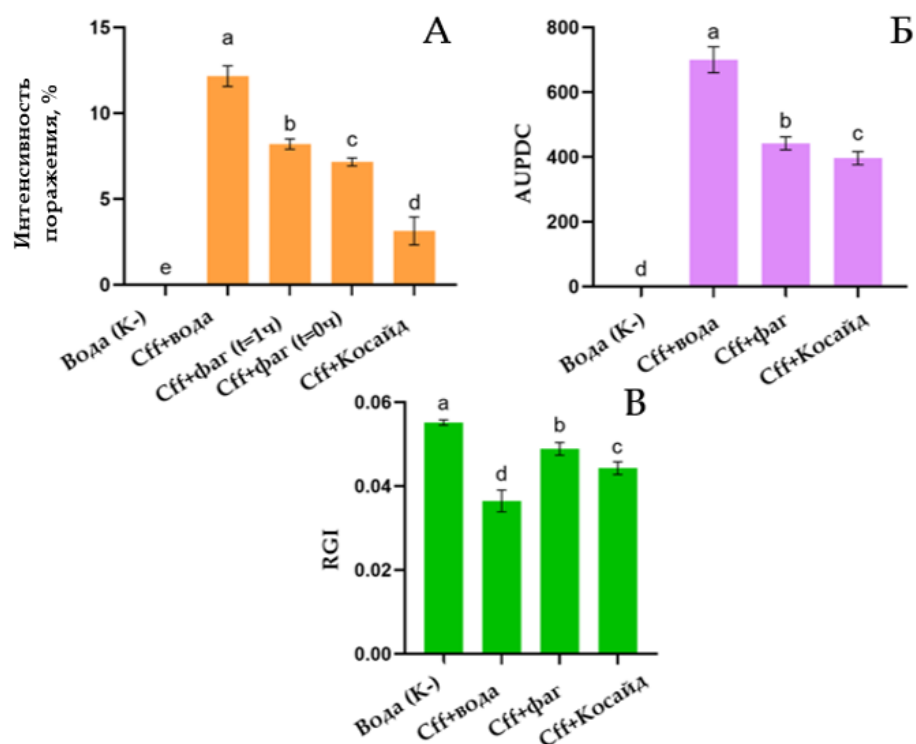 А
Интенсивность
поражения, %
15
10
5
0
a
b
c
d
e
Вода (К-)
Cff+вода
Cff+фаг (t=1ч)
Cff+фаг (t=0ч)
Cff+Косайд
Б
AUPDC
800
600
400
200
0
a
b
c
d
Вода (К-)
Cff+вода
Cff+фаг
Cff+Косайд
В
RGI
0.06
0.04
0.02
0.00
a
d
b
c
Вода (К-)
Cff+вода
Cff+фаг
Cff+Косайд